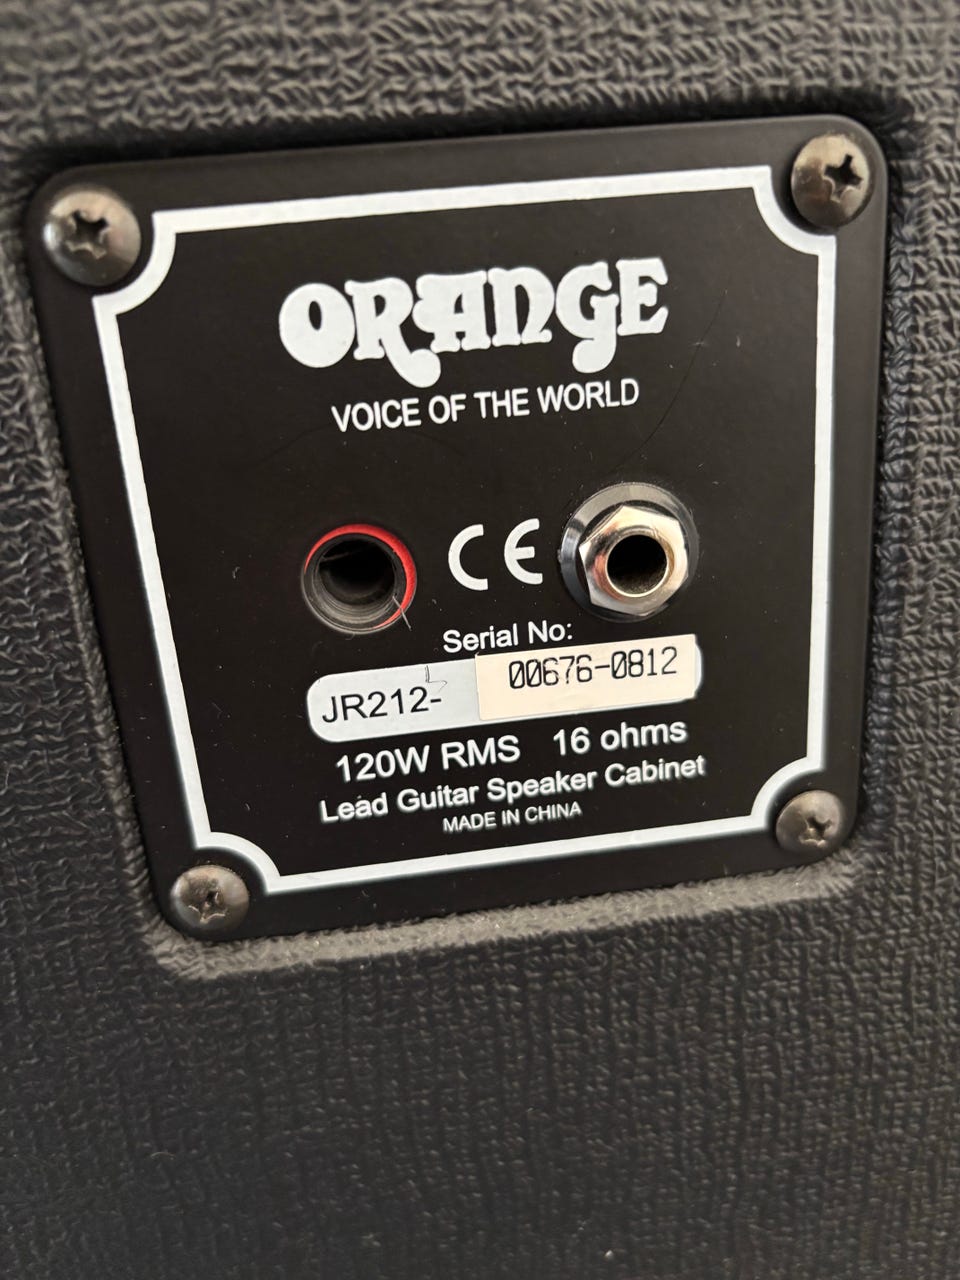 ORANGE
VOICE OF THE WORLD
CE
Serial No:
JR212- 00676-0812
120W RMS 16 ohms
Lead Guitar Speaker Cabinet
MADE IN CHINA